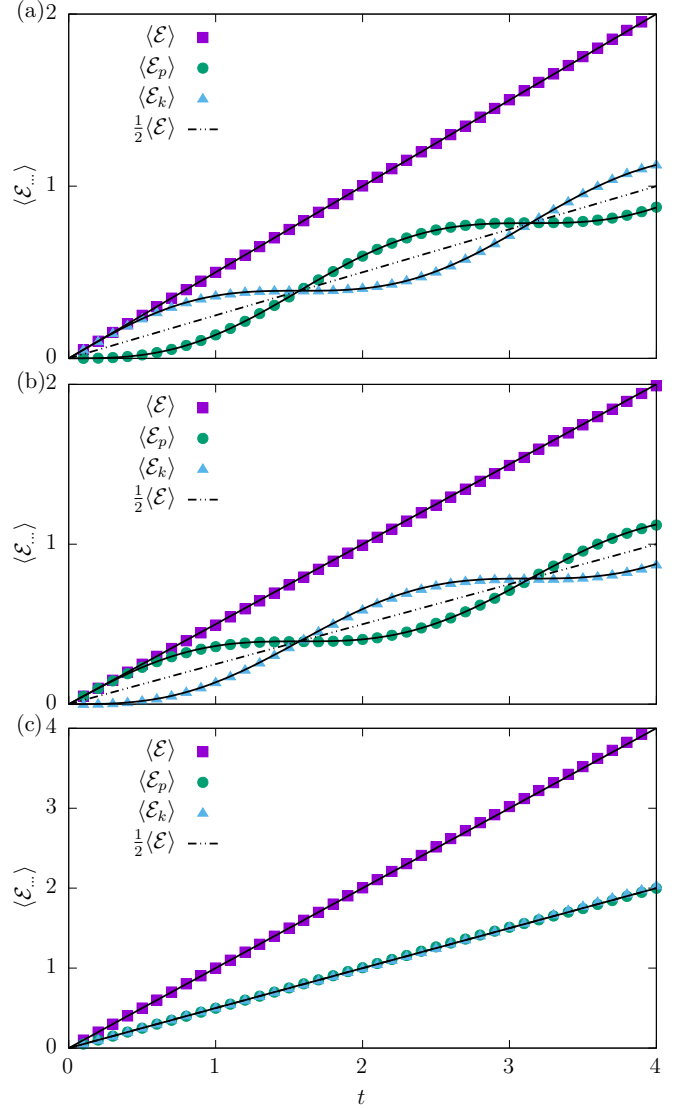 (a)
2
1
0
⟨ℰ...⟩
⟨ℰ⟩
⟨ℰₚ⟩
⟨ℰₖ⟩
½⟨ℰ⟩
(b)
2
1
0
⟨ℰ...⟩
⟨ℰ⟩
⟨ℰₚ⟩
⟨ℰₖ⟩
½⟨ℰ⟩
(c)
4
3
2
1
0
⟨ℰ...⟩
⟨ℰ⟩
⟨ℰₚ⟩
⟨ℰₖ⟩
½⟨ℰ⟩
0 1 2 3 4
t